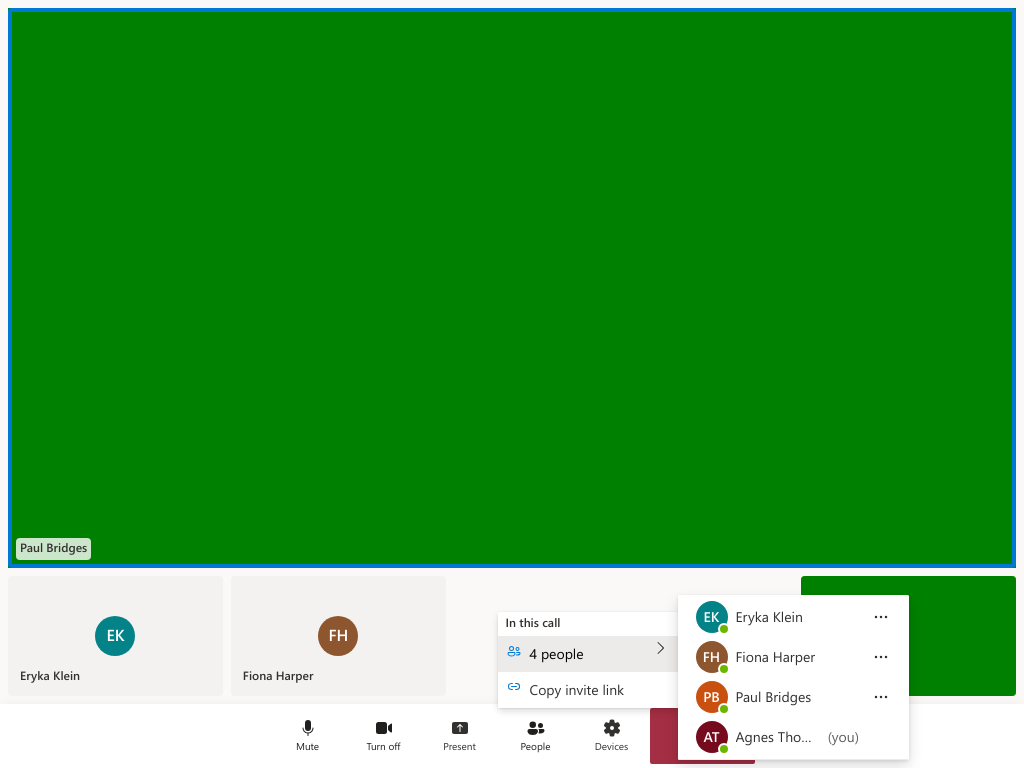 Paul Bridges
EK
Eryka Klein
FH
Fiona Harper
In this call
4 people
Copy invite link
EK Eryka Klein
FH Fiona Harper
PB Paul Bridges
AT Agnes Tho... (you)
Mute
Turn off
Present
People
Devices